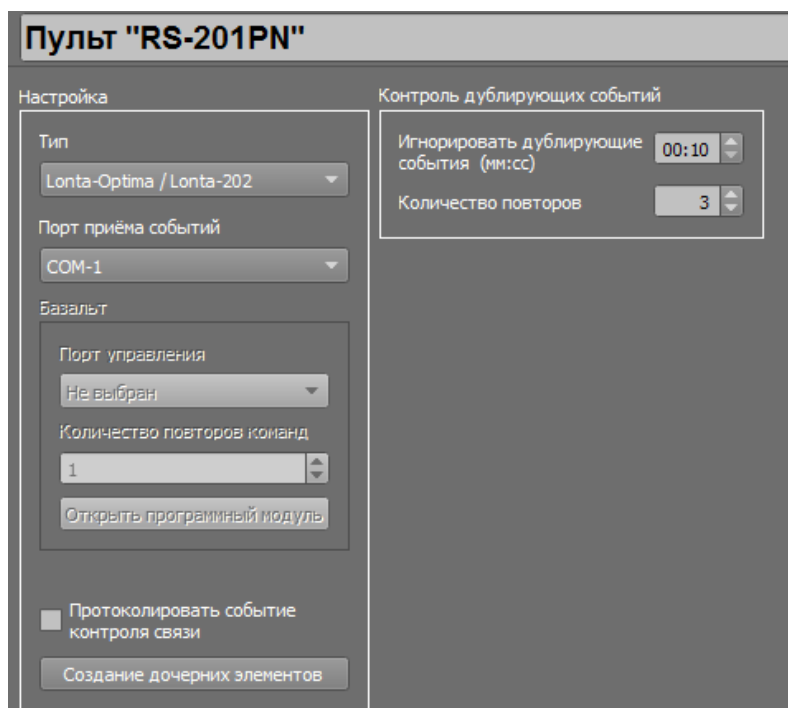 Пульт "RS-201PN"
Настройка
Тип
Lonta-Optima / Lonta-202
Порт приёма событий
COM-1
Базальт
Порт управления
Не выбран
Количество повторов команд
1
Открыть программный модуль
Протоколировать событие
контроля связи
Создание дочерних элементов
Контроль дублирующих событий
Игнорировать дублирующие
события (мм:сс)
00:10
Количество повторов
3